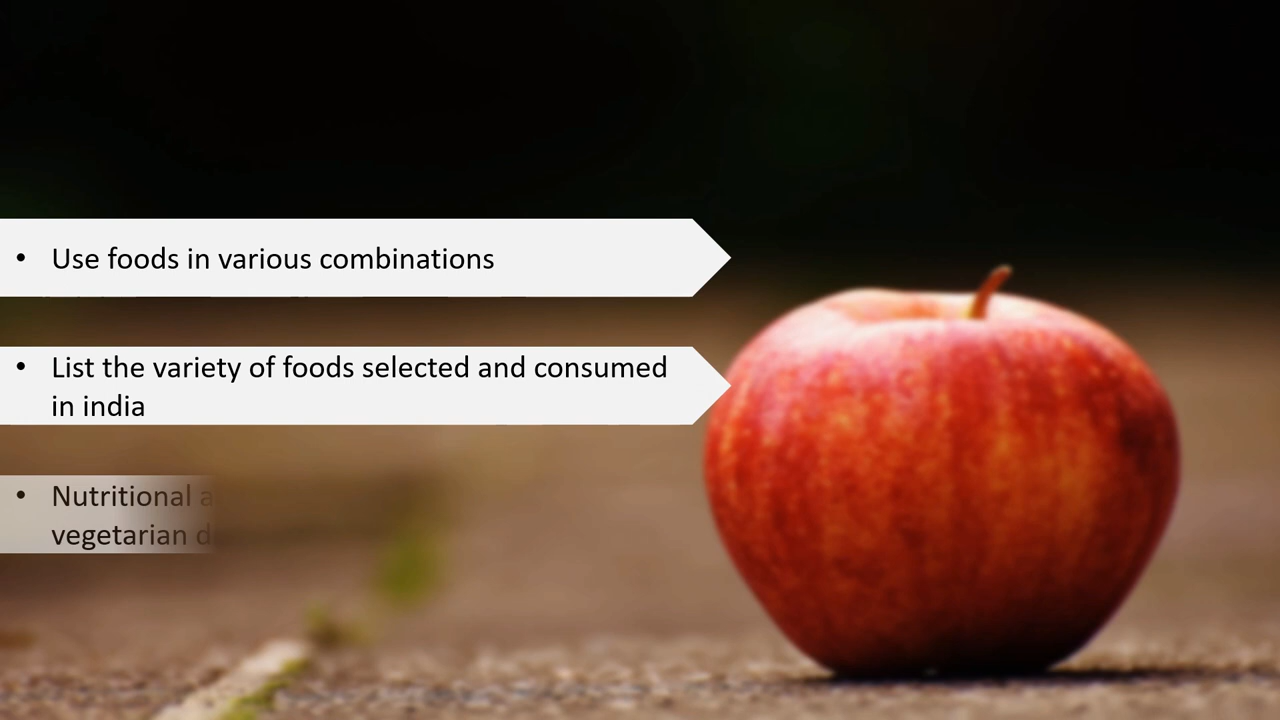 • Use foods in various combinations
• List the variety of foods selected and consumed
in india
• Nutritional
vegetarian